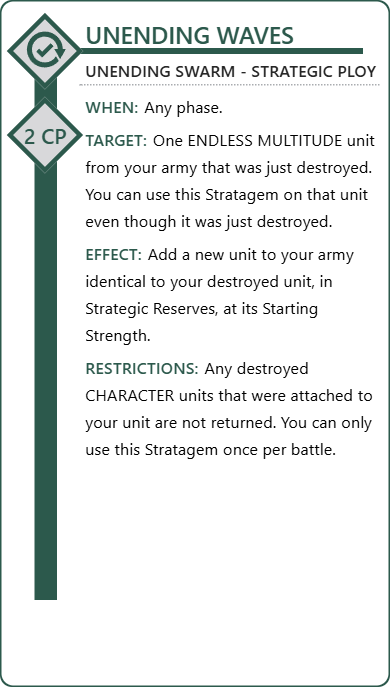 UNENDING WAVES
UNENDING SWARM - STRATEGIC PLOY
WHEN: Any phase.
2 CP
TARGET: One ENDLESS MULTITUDE unit
from your army that was just destroyed.
You can use this Stratagem on that unit
even though it was just destroyed.
EFFECT: Add a new unit to your army
identical to your destroyed unit, in
Strategic Reserves, at its Starting
Strength.
RESTRICTIONS: Any destroyed
CHARACTER units that were attached to
your unit are not returned. You can only
use this Stratagem once per battle.